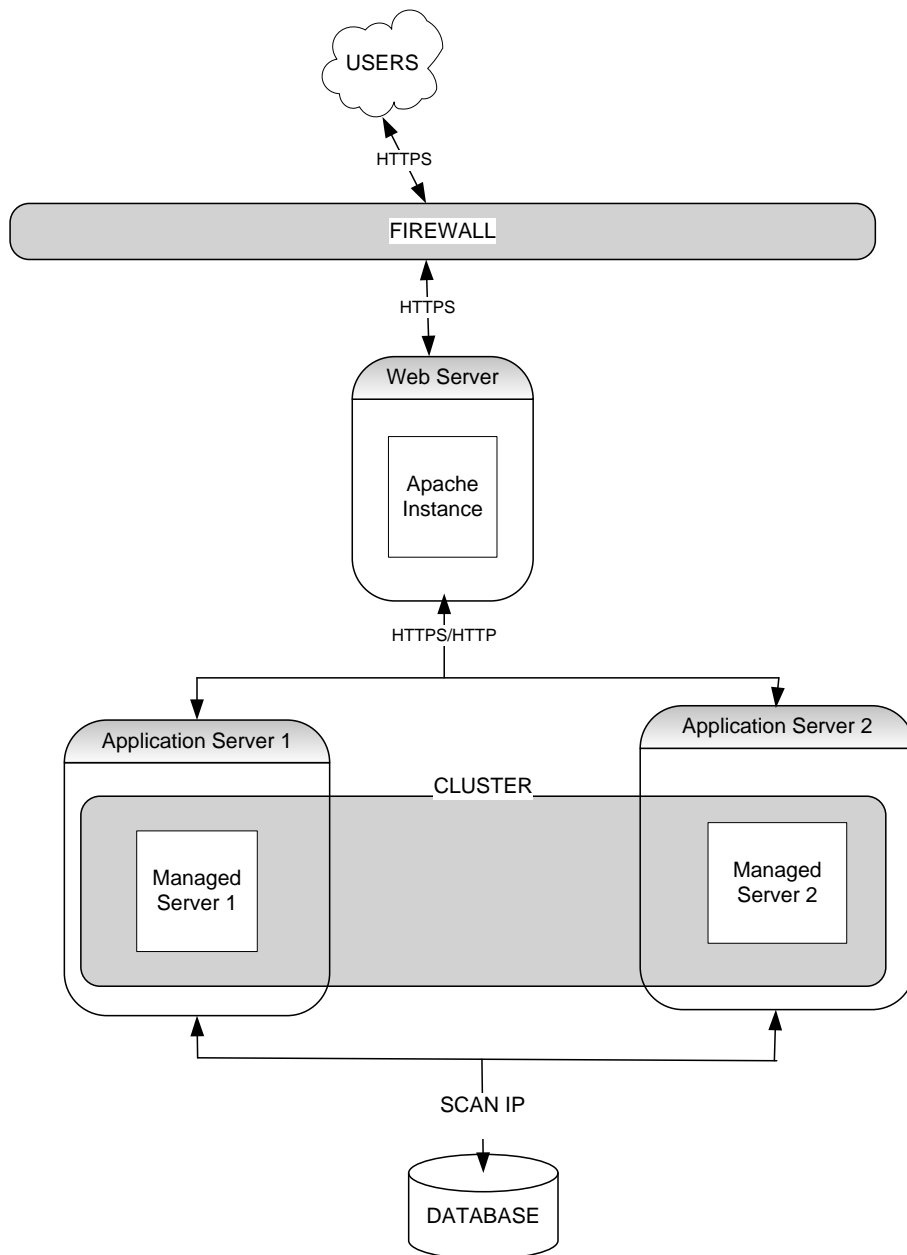 USERS
HTTPS
FIREWALL
HTTPS
Web Server
Apache
Instance
HTTPS/HTTP
Application Server 1
Application Server 2
CLUSTER
Managed
Server 1
Managed
Server 2
SCAN IP
DATABASE